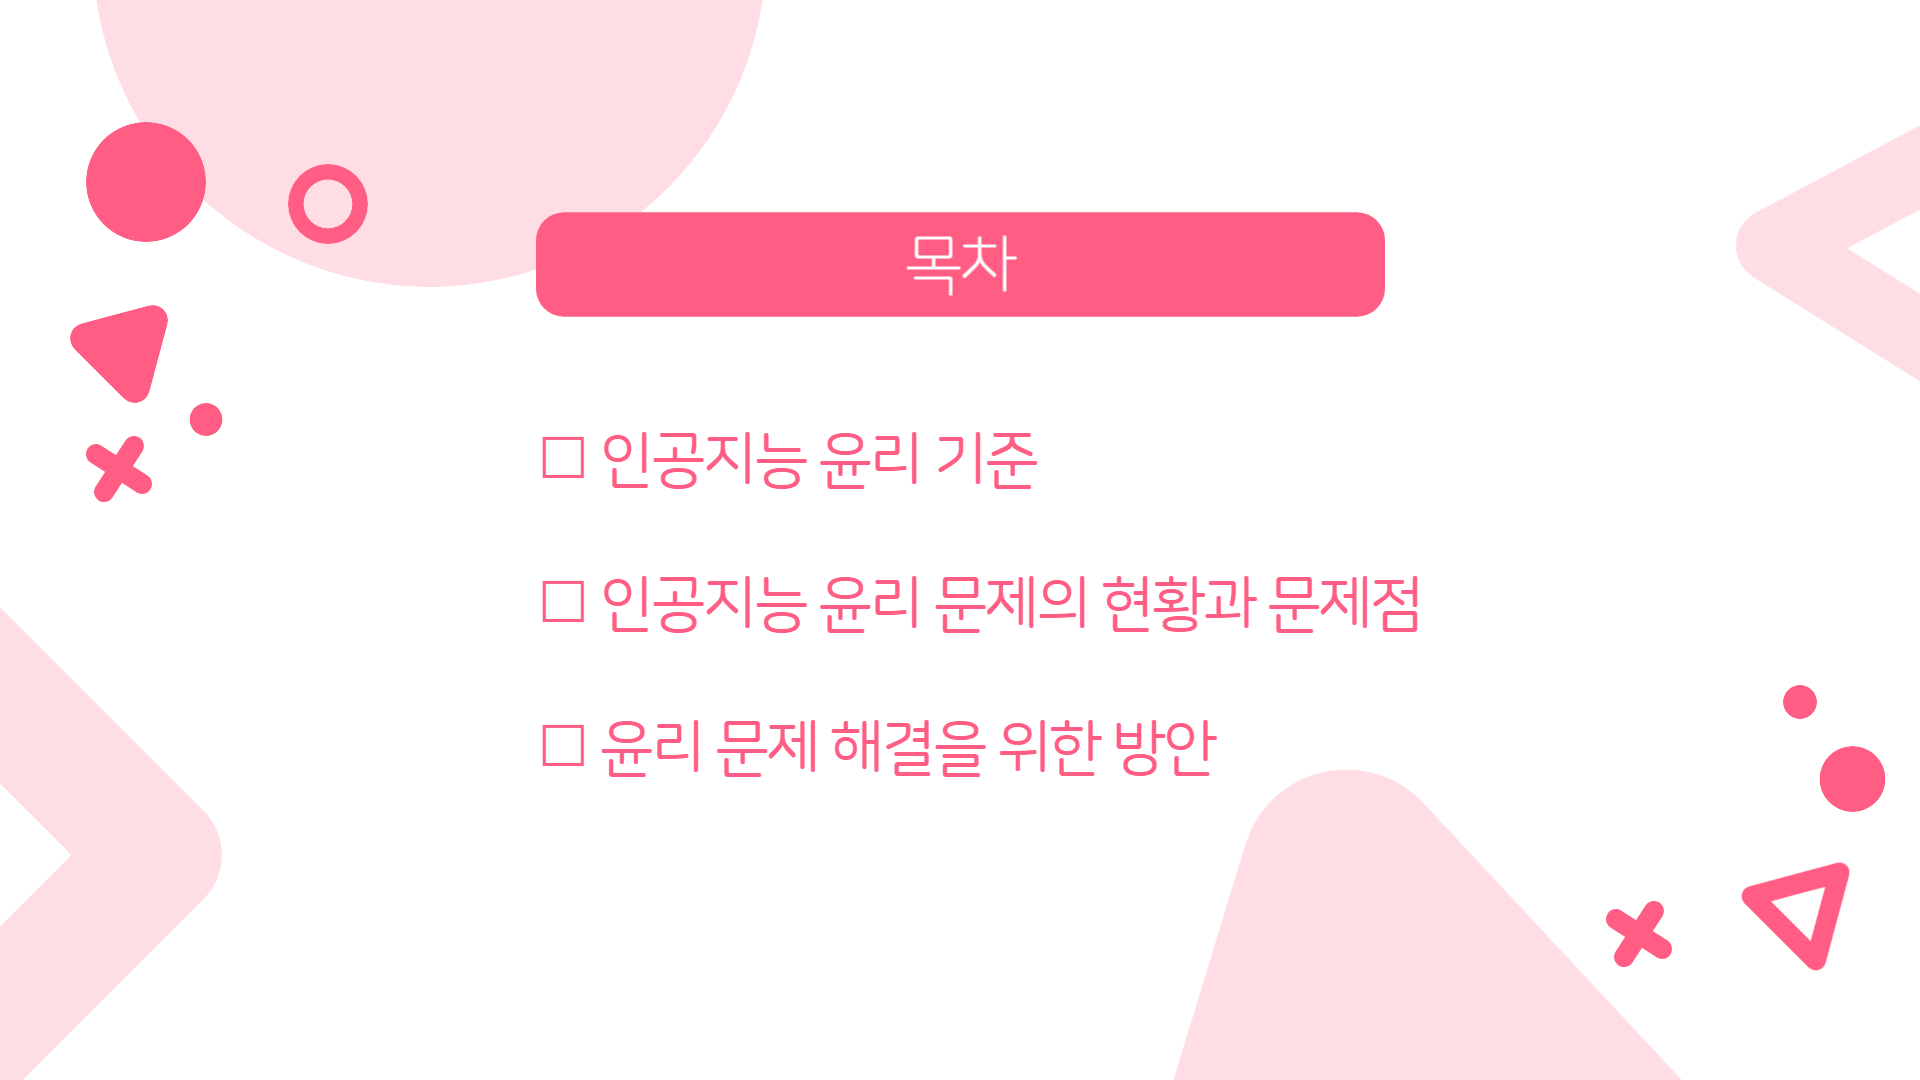 목차
□ 인공지능 윤리 기준
□ 인공지능 윤리 문제의 현황과 문제점
□ 윤리 문제 해결을 위한 방안